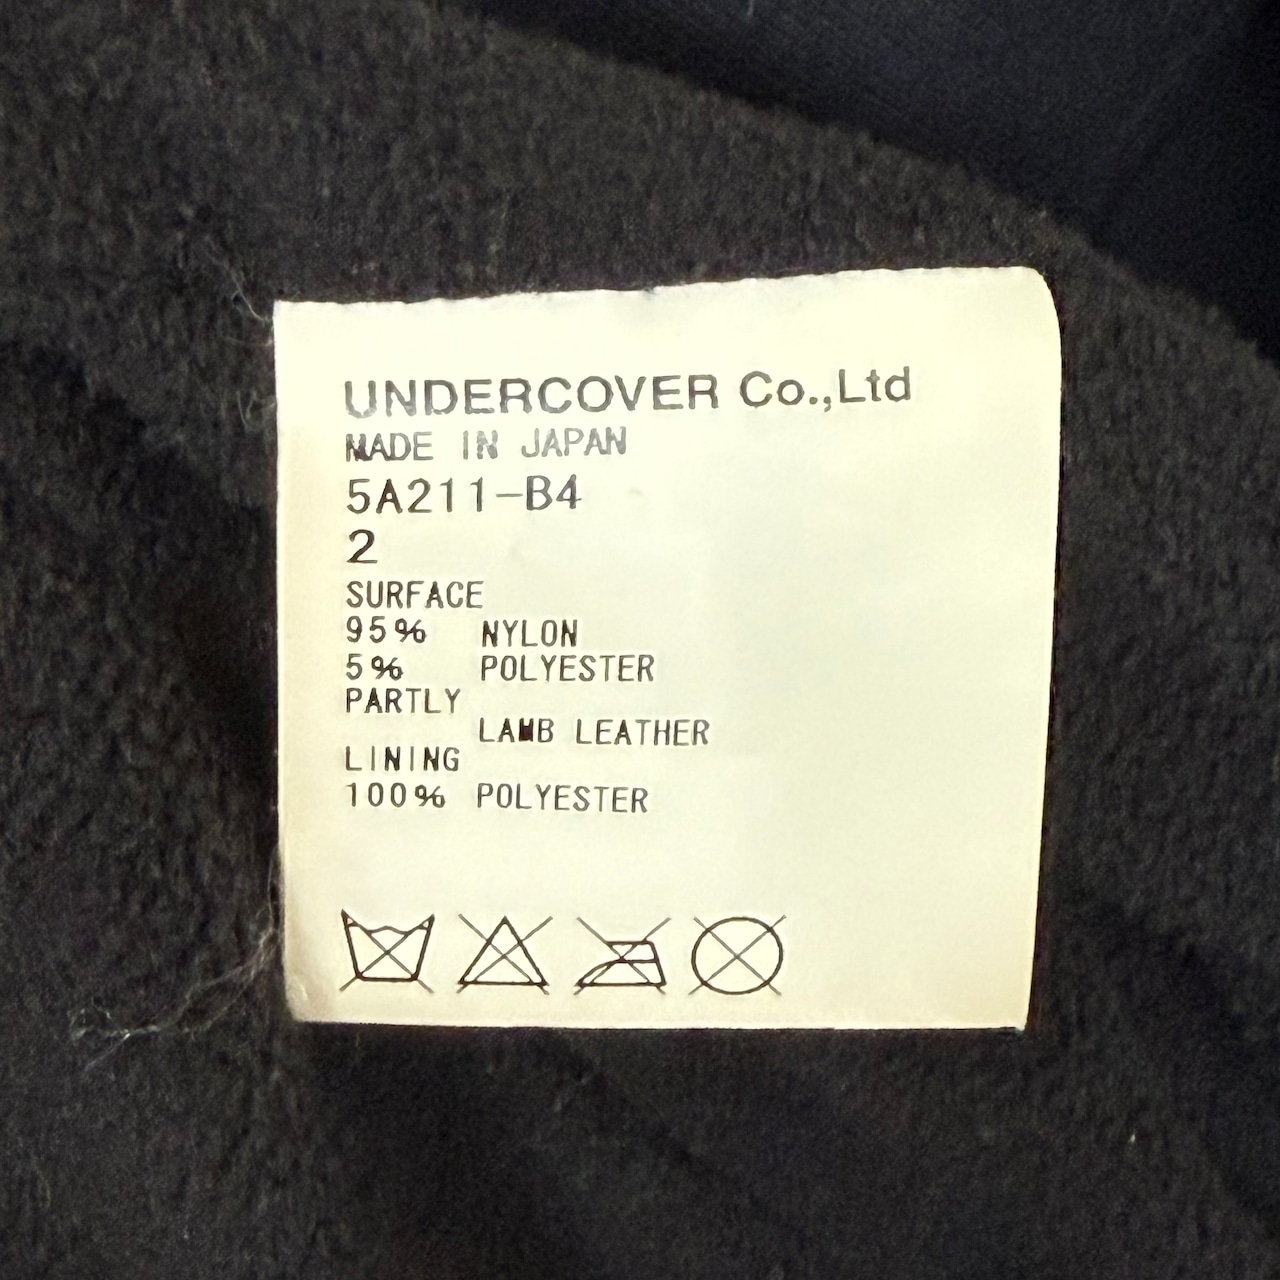 UNDERCOVER Co.,Ltd
MADE IN JAPAN
5A211-B4
2
SURFACE
95% NYLON
5% POLYESTER
PARTLY
LAMB LEATHER
LINING
100% POLYESTER